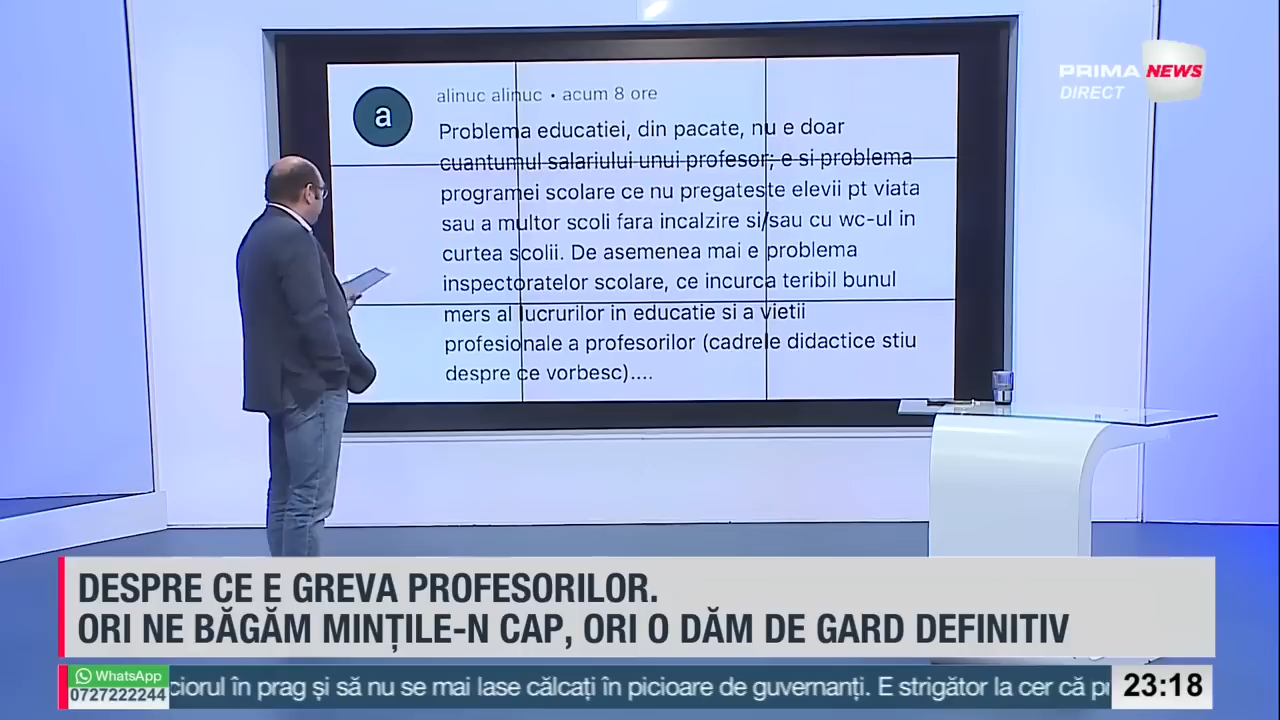 PRIMA NEWS
DIRECT
a
alinuc alinuc • acum 8 ore
Problema educatiei, din pacate, nu e doar
cuantumul salariului unui profesor; e si problema
programei scolare ce nu pregateste elevii pt viata
sau a multor scoli fara incalzire si/sau cu wc-ul in
curtea scolii. De asemenea mai e problema
inspectoratelor scolare, ce incurca teribil bunul
mers al lucrurilor in educatie si a vietii
profesionale a profesorilor (cadrele didactice stiu
despre ce vorbesc)....
DESPRE CE E GREVA PROFESORILOR.
ORI NE BĂGĂM MINȚILE-N CAP, ORI O DĂM DE GARD DEFINITIV
WhatsApp
0727222244
ciorul în prag și să nu se mai lase călcați în picioare de guvernanți. E strigător la cer că
23:18